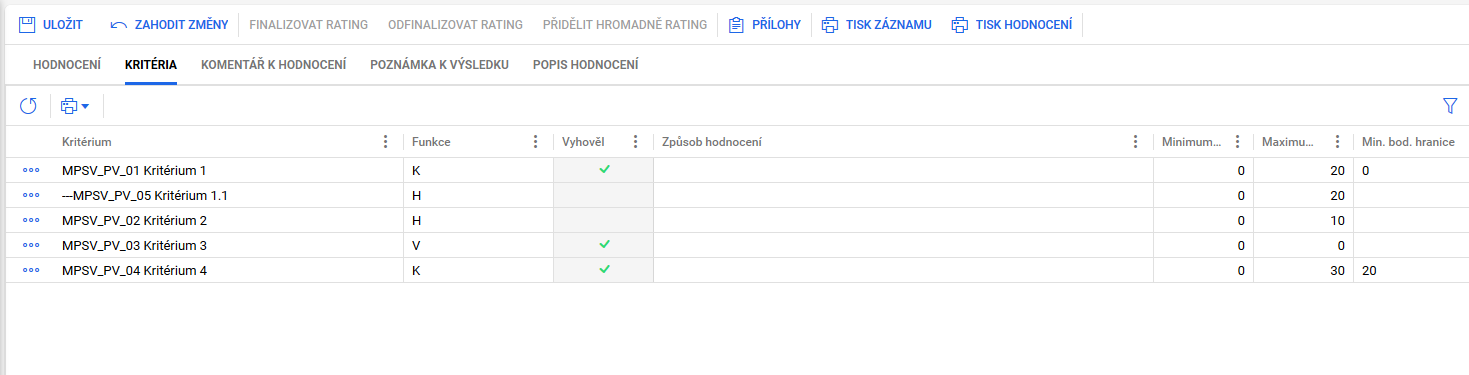 ULOŽIT ZAHODIT ZMĚNY FINALIZOVAT RATING ODFINALIZOVAT RATING PŘIDĚLIT HROMADNĚ RATING PŘÍLOHY TISK ZÁZNAMU TISK HODNOCENÍ
HODNOCENÍ KRITÉRIA KOMENTÁŘ K HODNOCENÍ POZNÁMKA K VÝSLEDKU POPIS HODNOCENÍ
Kritérium Funkce Vyhověl Způsob hodnocení Minimum... Maximu... Min. bod. hranice
MPSV_PV_01 Kritérium 1 K 0 20 0
---MPSV_PV_05 Kritérium 1.1 H 0 20
MPSV_PV_02 Kritérium 2 H 0 10
MPSV_PV_03 Kritérium 3 V 0 0
MPSV_PV_04 Kritérium 4 K 0 30 20